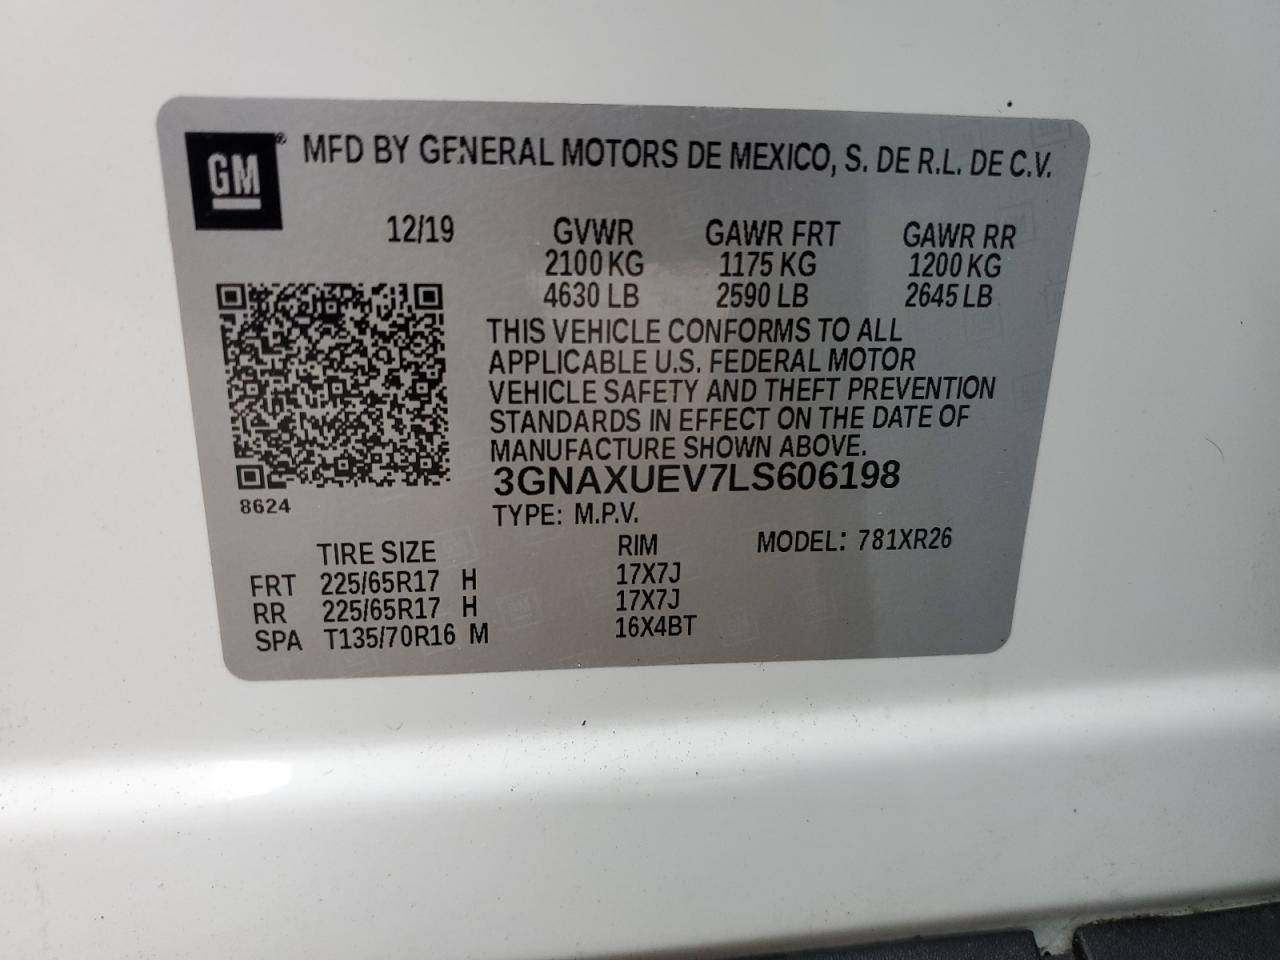 GM ® MFD BY GENERAL MOTORS DE MEXICO, S. DE R.L. DE C.V.
12/19 GVWR GAWR FRT GAWR RR
2100 KG 1175 KG 1200 KG
4630 LB 2590 LB 2645 LB
THIS VEHICLE CONFORMS TO ALL
APPLICABLE U.S. FEDERAL MOTOR
VEHICLE SAFETY AND THEFT PREVENTION
STANDARDS IN EFFECT ON THE DATE OF
MANUFACTURE SHOWN ABOVE.
3GNAXUEV7LS606198
8624
TYPE: M.P.V.
TIRE SIZE RIM MODEL: 781XR26
FRT 225/65R17 H 17X7J
RR 225/65R17 H 17X7J
SPA T135/70R16 M 16X4BT